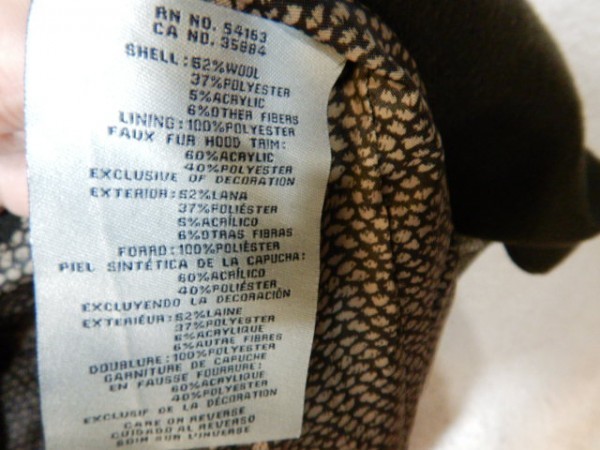 RN NO. 54163
CA NO. 35884
SHELL:52%WOOL
37%POLYESTER
5%ACRYLIC
6%OTHER FIBERS
LINING:100%POLYESTER
FAUX FUR HOOD TRIM:
60%ACRYLIC
40%POLYESTER
EXCLUSIVE OF DECORATION
EXTERIOR:52%LANA
37%POLIÉSTER
5%ACRÍLICO
6%OTRAS FIBRAS
FORRO:100%POLIÉSTER
PIEL SINTÉTICA DE LA CAPUCHA:
60%ACRÍLICO
40%POLIÉSTER
EXCLUYENDO LA DECORACIÓN
EXTÉRIEUR:52%LAINE
37%POLYESTER
5%ACRYLIQUE
6%AUTRE FIBRES
DOUBLURE:100%POLYESTER
GARNITURE DE CAPUCHE
EN FAUSSE FOURRURE:
60%ACRYLIQUE
40%POLYESTER
EXCLUSIF DE LA DÉCORATION
CARE ON REVERSE
CUIDADO AL REVERSO
SOIN SUR L'INVERSE